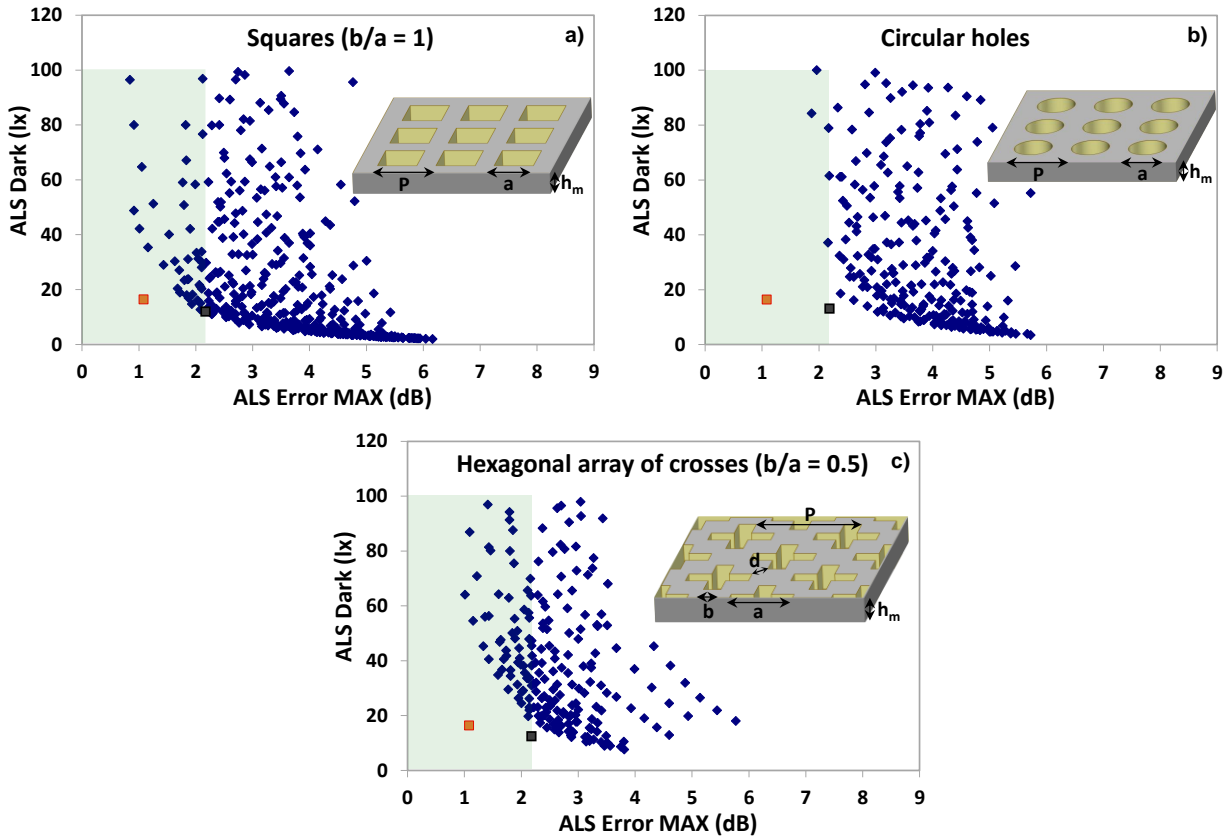 Squares (b/a = 1)
a)
ALS Dark (lx)
120
100
80
60
40
20
0
0 1 2 3 4 5 6 7 8 9
ALS Error MAX (dB)
P
a
hm
Circular holes
b)
ALS Dark (lx)
120
100
80
60
40
20
0
0 1 2 3 4 5 6 7 8 9
ALS Error MAX (dB)
P
a
hm
Hexagonal array of crosses (b/a = 0.5)
c)
ALS Dark (lx)
120
100
80
60
40
20
0
0 1 2 3 4 5 6 7 8 9
ALS Error MAX (dB)
P
d
b
a
hm